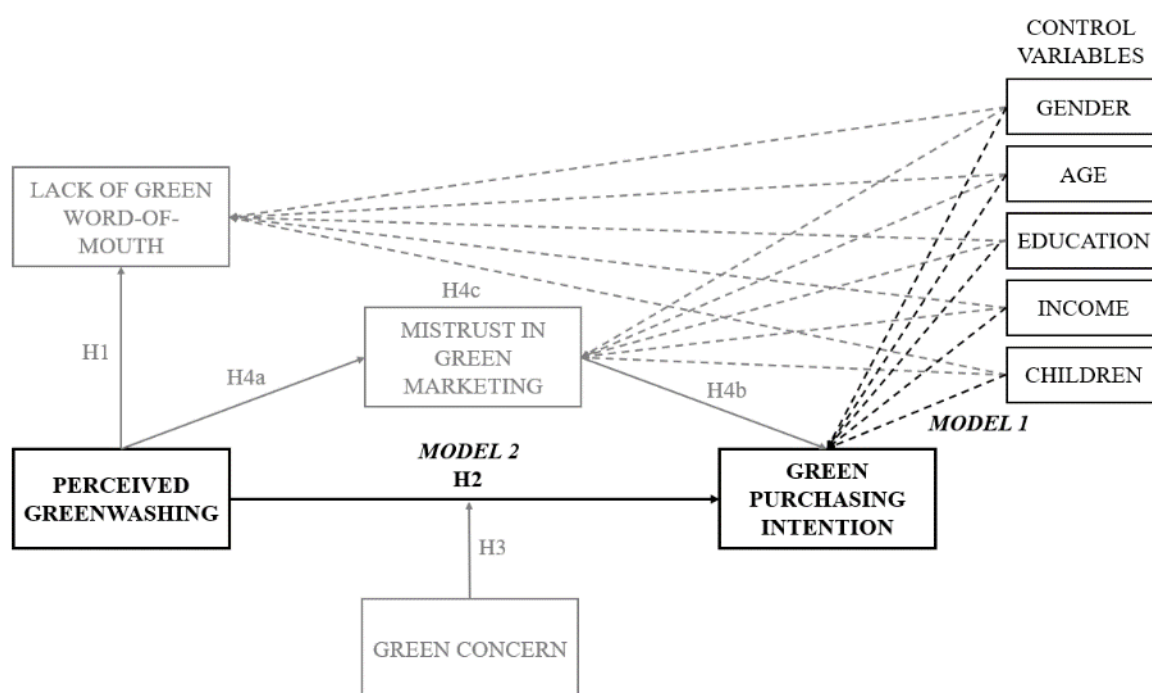 CONTROL
VARIABLES
GENDER
AGE
EDUCATION
INCOME
CHILDREN
LACK OF GREEN
WORD-OF-
MOUTH
H4c
MISTRUST IN
GREEN
MARKETING
H1
H4a
H4b
MODEL 1
MODEL 2
H2
PERCEIVED
GREENWASHING
GREEN
PURCHASING
INTENTION
H3
GREEN CONCERN